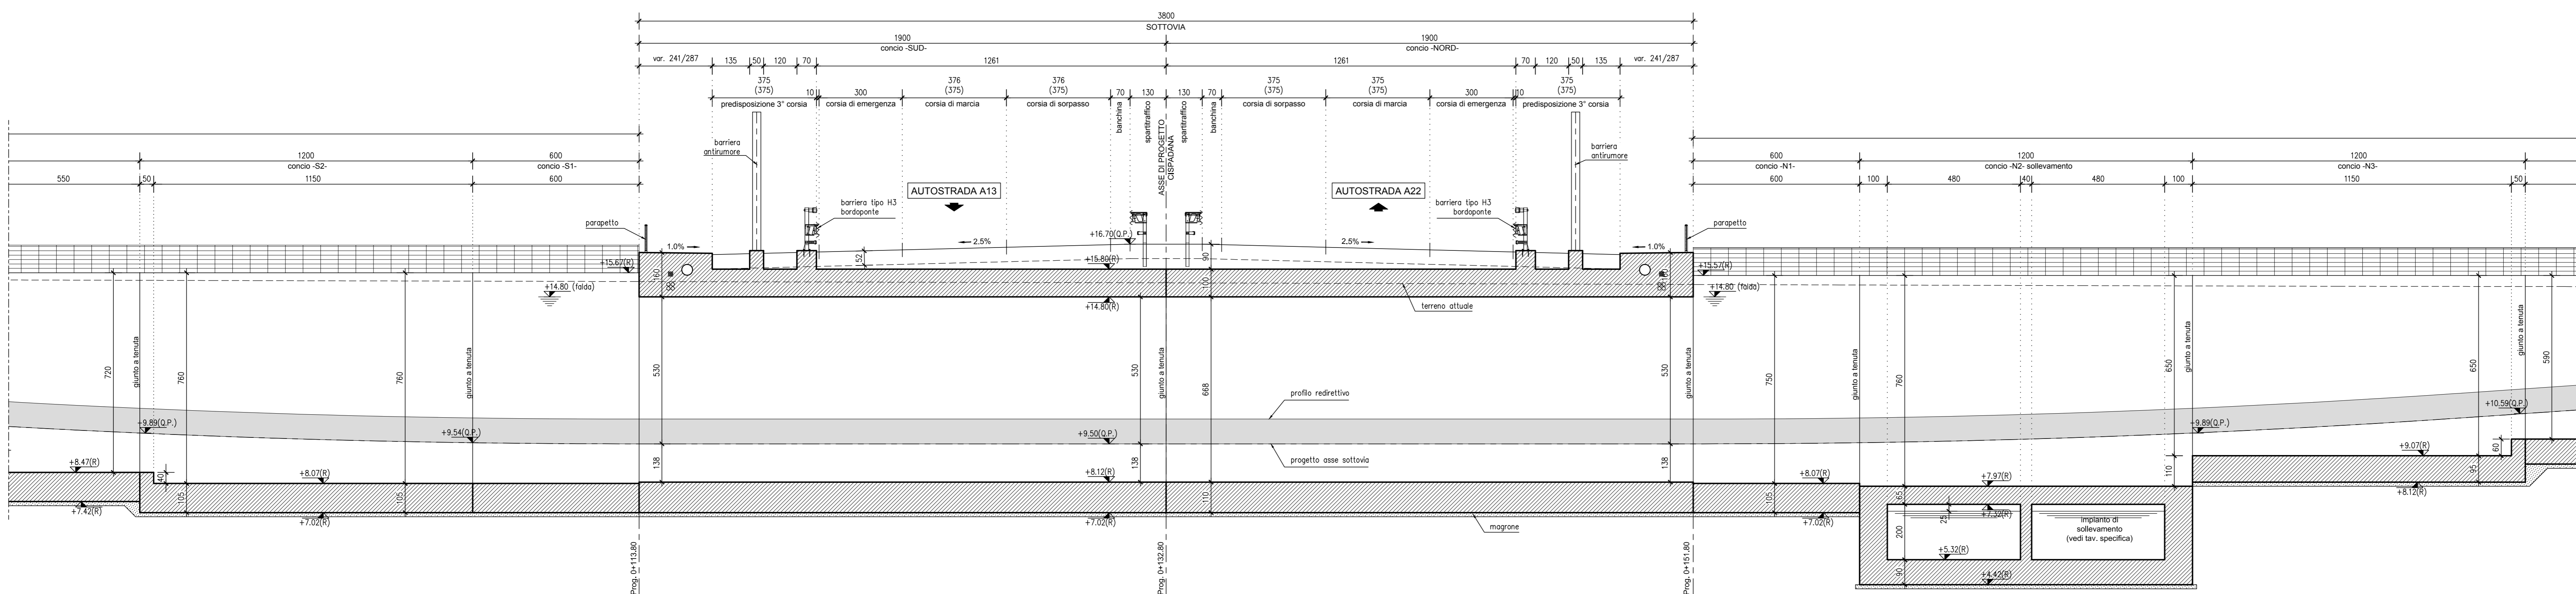 3800
SOTTOVIA
1900
concio -SUD-
1900
concio -NORD-
var. 241/287
135
50
120
70
1261
1261
70
120
50
135
var. 241/287
375
(375)
predisposizione 3° corsia
10
300
corsia di emergenza
376
(375)
corsia di marcia
376
(375)
corsia di sorpasso
70
banchina
130
spartitraffico
ASSE DI PROGETTO
CISPADANA
130
spartitraffico
70
banchina
375
(375)
corsia di sorpasso
375
(375)
corsia di marcia
300
corsia di emergenza
10
375
(375)
predisposizione 3° corsia
barriera
antirumore
barriera
antirumore
1200
concio -S2-
600
concio -S1-
550
50
1150
600
600
concio -N1-
1200
concio -N2- sollevamento
1200
concio -N3-
600
100
480
40
480
100
1150
50
AUTOSTRADA A13
AUTOSTRADA A22
barriera tipo H3
bordoponte
barriera tipo H3
bordoponte
parapetto
parapetto
1.0%
2.5%
2,5%
1.0%
+16.70(Q.P.)
+15.67(R)
160
52
+15.80(R)
90
100
160
+15.57(R)
+14.80 (falda)
+14.80(R)
terreno attuale
+14.80 (falda)
720
giunto a tenuta
760
760
giunto a tenuta
530
530
giunto a tenuta
668
530
giunto a tenuta
750
giunto a tenuta
760
650
giunto a tenuta
650
giunto a tenuta
590
profilo redirettiva
+9.89(Q.P.)
+9.54(Q.P.)
+9.50(Q.P.)
+9.89(Q.P.)
+10.59(Q.P.)
progetto asse sottovia
+8.47(R)
40
+8.07(R)
138
138
+8.12(R)
138
+8.07(R)
+7.97(R)
110
+9.07(R)
60
95
+7.42(R)
105
+7.02(R)
105
+7.02(R)
110
magrone
105
+7.02(R)
65
25
+7.32(R)
200
+5.32(R)
90
+4.42(R)
impianto di
sollevamento
(vedi tav. specifica)
+8.12(R)
Prog. 0+113.80
Prog. 0+132.80
Prog. 0+151.80